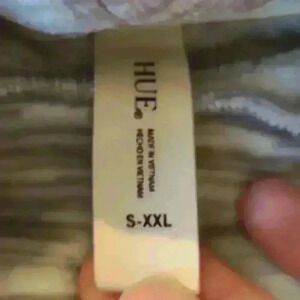 HUE®
MADE IN VIETNAM
HECHO EN VIETNAM
S-XXL